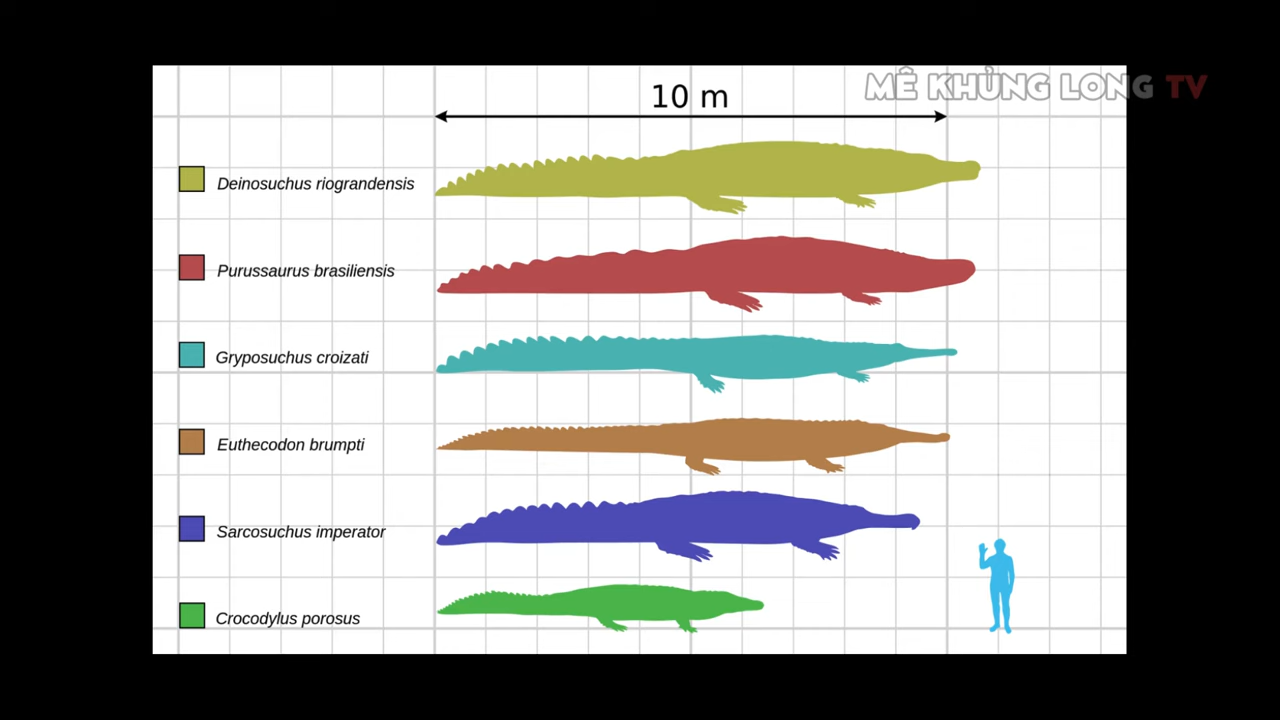 MÊ KHỦNG LONG TV
10 m
Deinosuchus riograndensis
Purussaurus brasiliensis
Gryposuchus croizati
Euthecodon brumpti
Sarcosuchus imperator
Crocodylus porosus